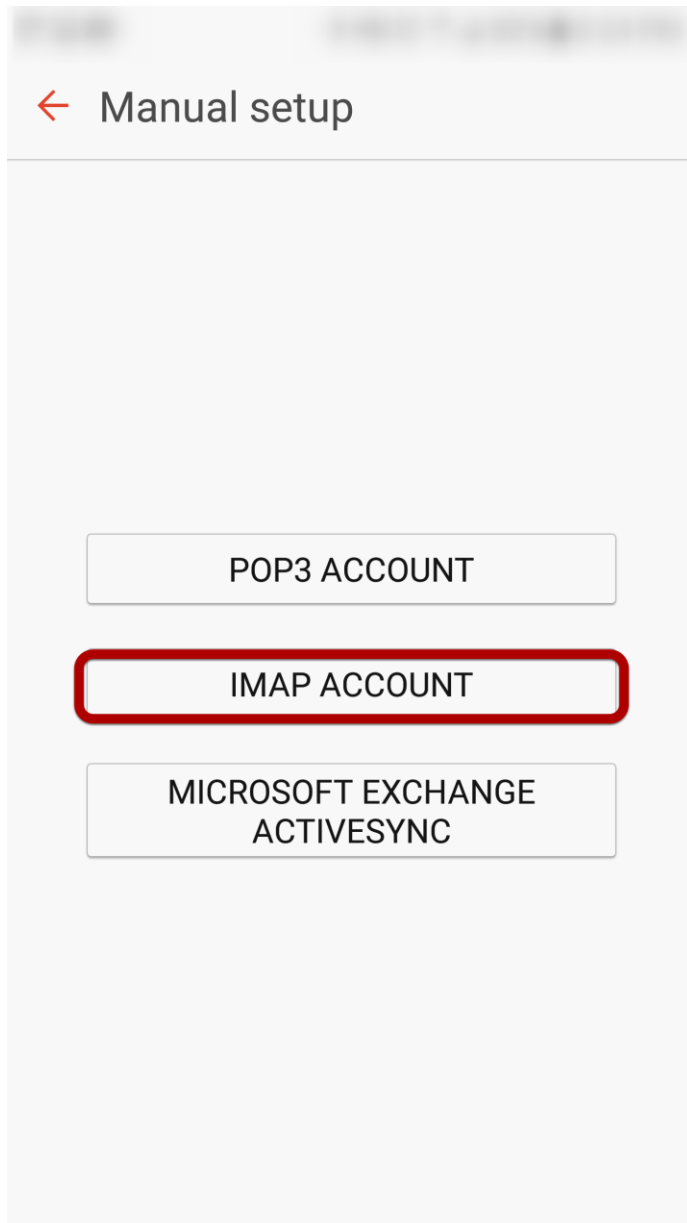 Manual setup
POP3 ACCOUNT
IMAP ACCOUNT
MICROSOFT EXCHANGE
ACTIVESYNC